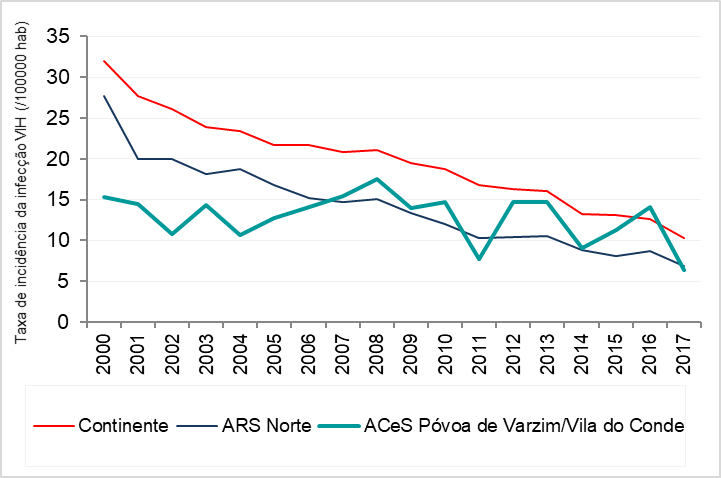 Taxa de incidência da infecção VIH (/100000 hab)
35
30
25
20
15
10
5
0
2000 2001 2002 2003 2004 2005 2006 2007 2008 2009 2010 2011 2012 2013 2014 2015 2016 2017
Continente ARS Norte ACeS Póvoa de Varzim/Vila do Conde